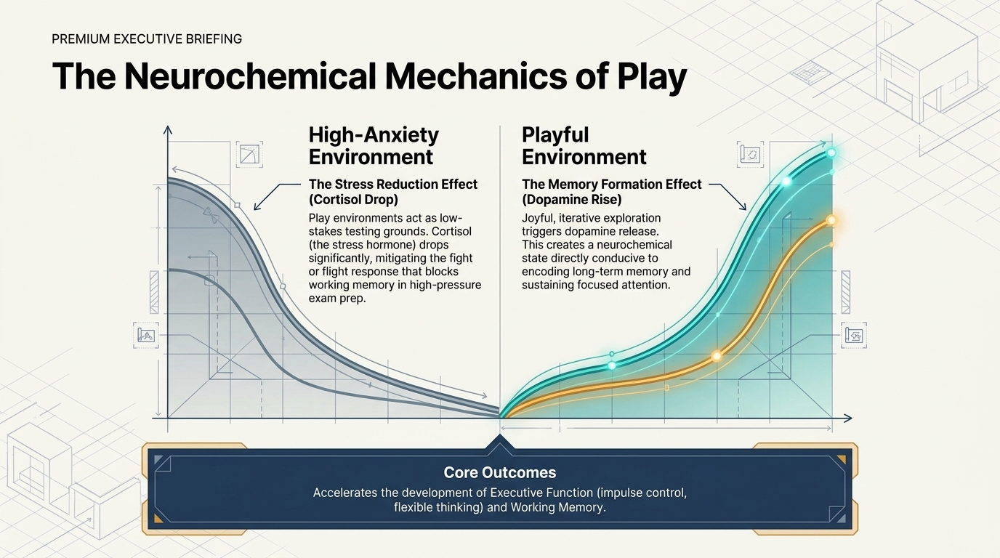 PREMIUM EXECUTIVE BRIEFING
The Neurochemical Mechanics of Play
High-Anxiety
Environment
The Stress Reduction Effect
(Cortisol Drop)
Play environments act as low-
stakes testing grounds. Cortisol
(the stress hormone) drops
significantly, mitigating the fight
or flight response that blocks
working memory in high-pressure
exam prep.
Playful
Environment
The Memory Formation Effect
(Dopamine Rise)
Joyful, iterative exploration
triggers dopamine release.
This creates a neurochemical
state directly conducive to
encoding long-term memory and
sustaining focused attention.
Core Outcomes
Accelerates the development of Executive Function (impulse control,
flexible thinking) and Working Memory.